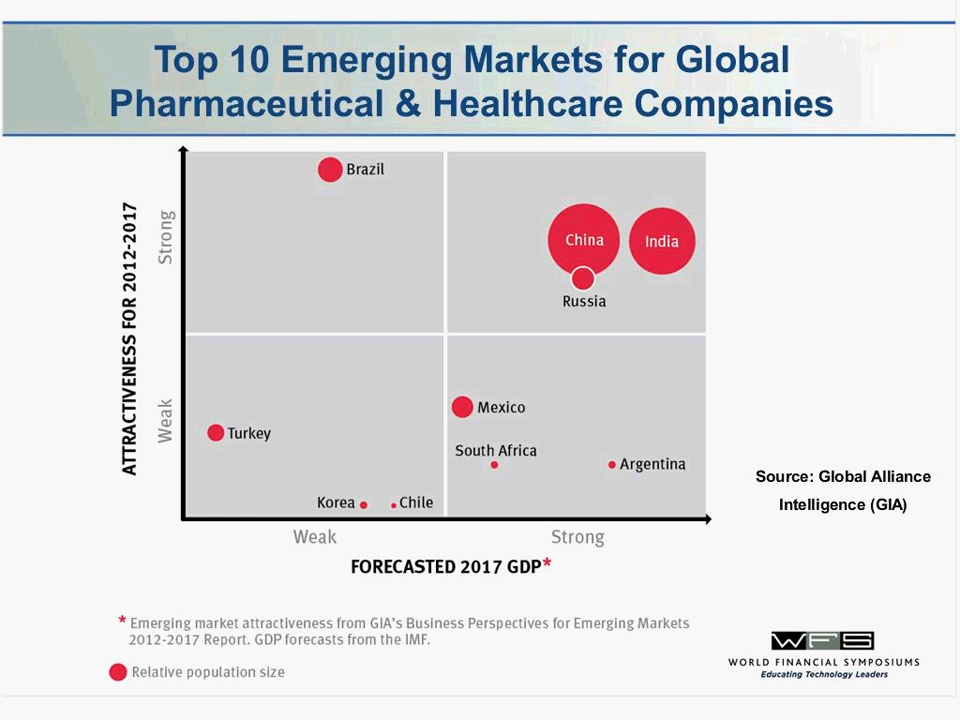 Top 10 Emerging Markets for Global
Pharmaceutical & Healthcare Companies
ATTRACTIVENESS FOR 2012-2017
Strong
Weak
Brazil
China
India
Russia
Mexico
Turkey
South Africa
Argentina
Korea
Chile
Weak
Strong
FORECASTED 2017 GDP*
Source: Global Alliance
Intelligence (GIA)
* Emerging market attractiveness from GIA's Business Perspectives for Emerging Markets
2012-2017 Report. GDP forecasts from the IMF.
Relative population size
WFS
WORLD FINANCIAL SYMPOSIUMS
Educating Technology Leaders